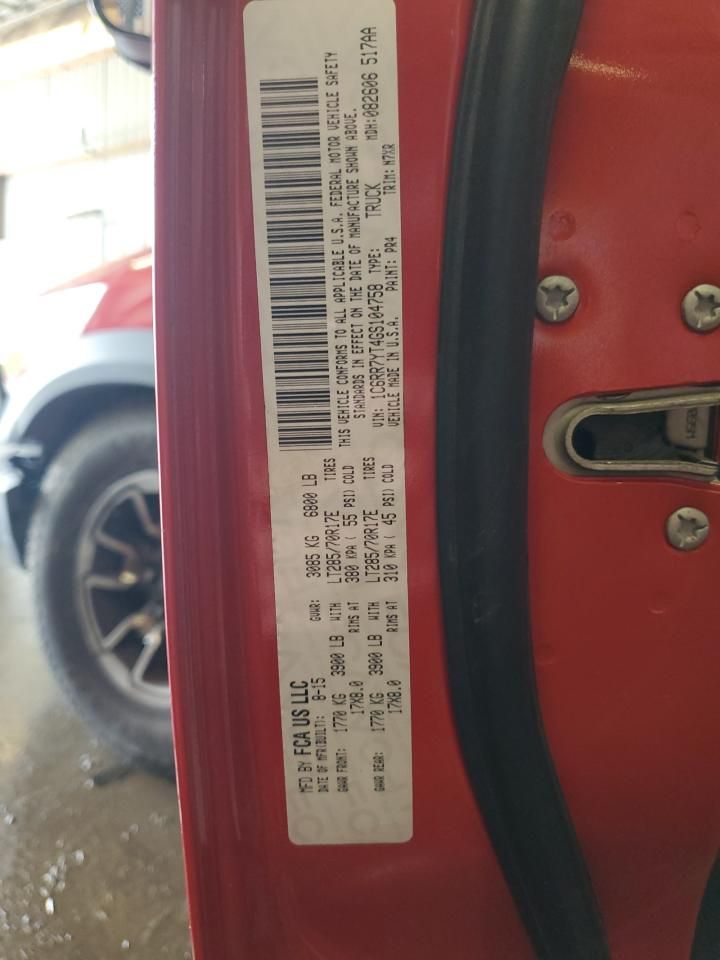 MFD BY FCA US LLC
DATE OF MFR(BUILT): 8-15 GVWR: 3085 KG 6800 LB
GAWR FRONT: 1770 KG 3900 LB WITH LT285/70R17E TIRES
17X8.0 RIMS AT 380 KPA ( 55 PSI) COLD
GAWR REAR: 1770 KG 3900 LB WITH LT285/70R17E TIRES
17X8.0 RIMS AT 310 KPA ( 45 PSI) COLD
THIS VEHICLE CONFORMS TO ALL APPLICABLE U.S.A. FEDERAL MOTOR VEHICLE SAFETY
STANDARDS IN EFFECT ON THE DATE OF MANUFACTURE SHOWN ABOVE.
VIN: 1C6RR7YT4GS104758 TYPE: TRUCK MDH:082606 517AA
VEHICLE MADE IN U.S.A. PAINT: PR4 TRIM: N7XR